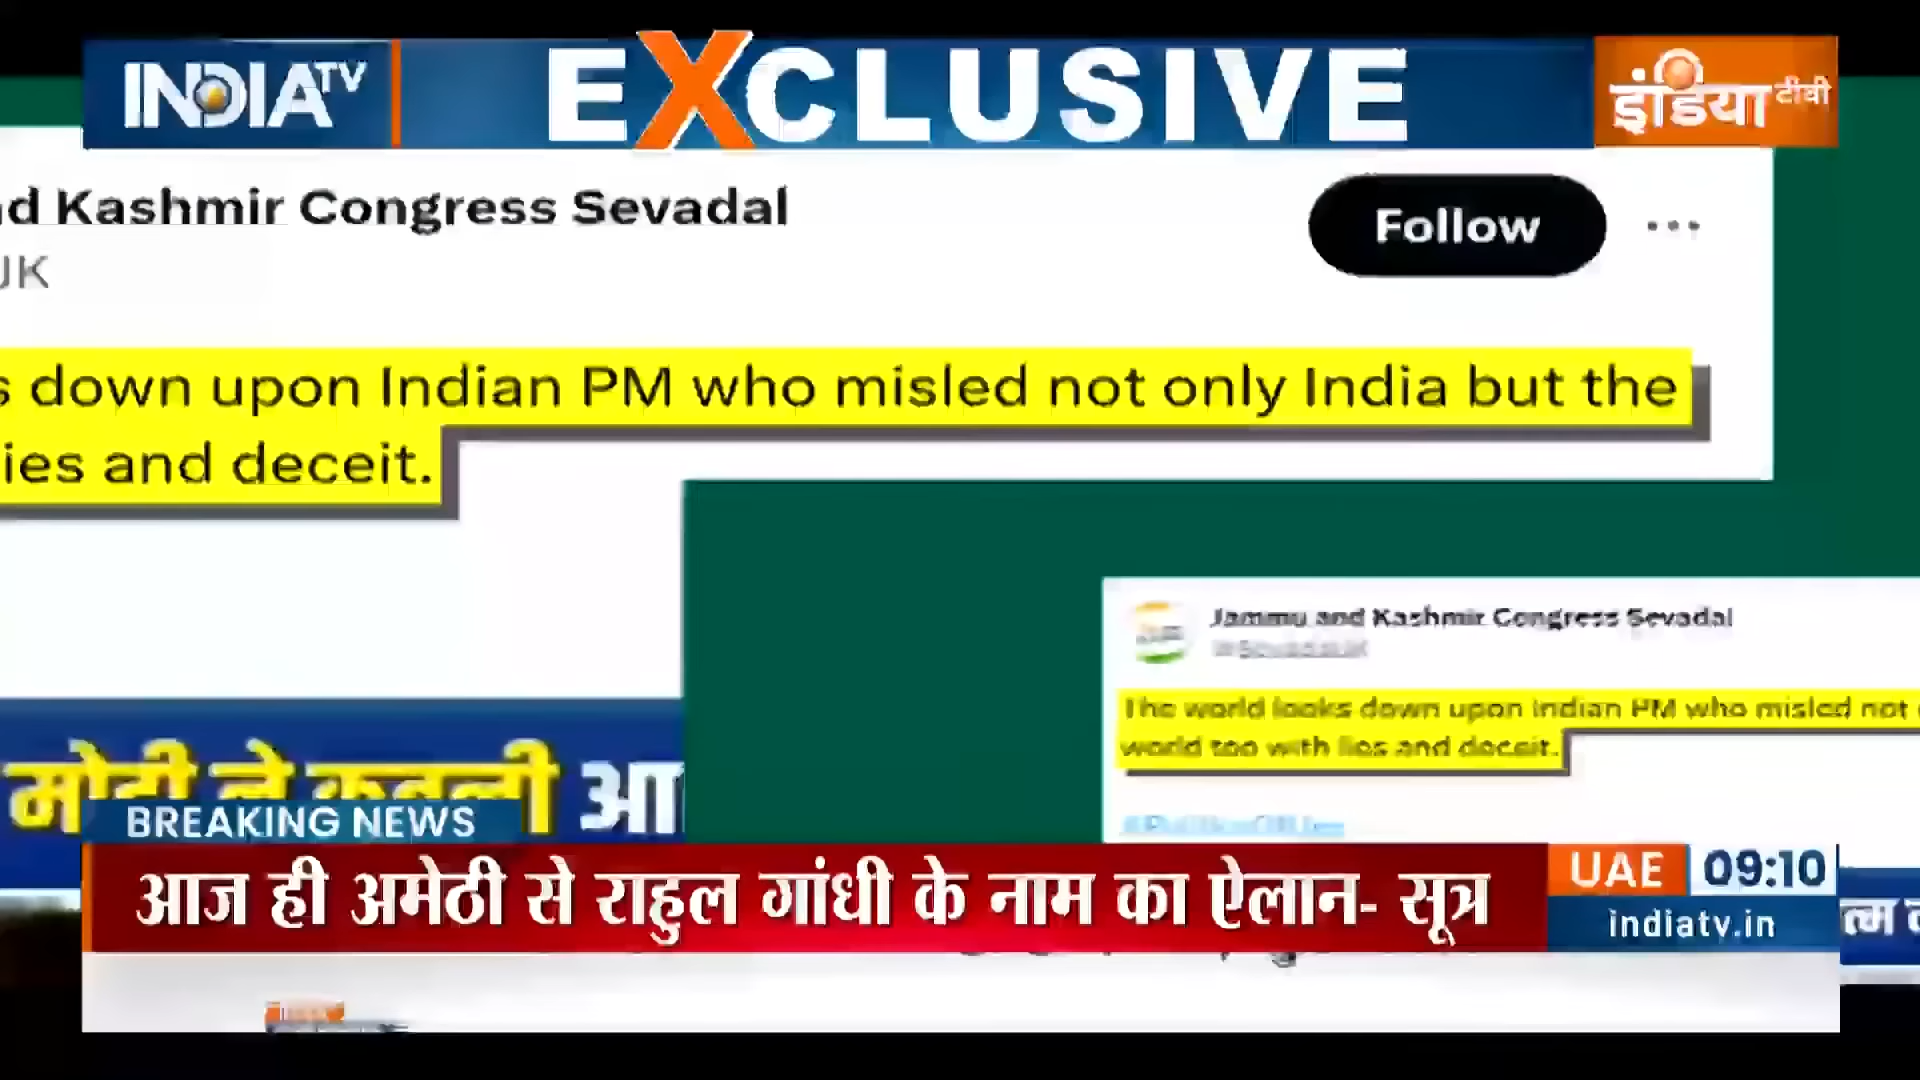 INDIA TV
EXCLUSIVE
इंडिया टीवी
Kashmir Congress Sevadal
Follow
JK
down upon Indian PM who misled not only India but the
and deceit.
Jammu and Kashmir Congress Sevadal
The world looks down upon Indian PM who misled not
world too with lies and deceit.
मोदी ने
BREAKING NEWS
आज ही अमेठी से राहुल गांधी के नाम का ऐलान- सूत्र
UAE 09:10
indiatv.in